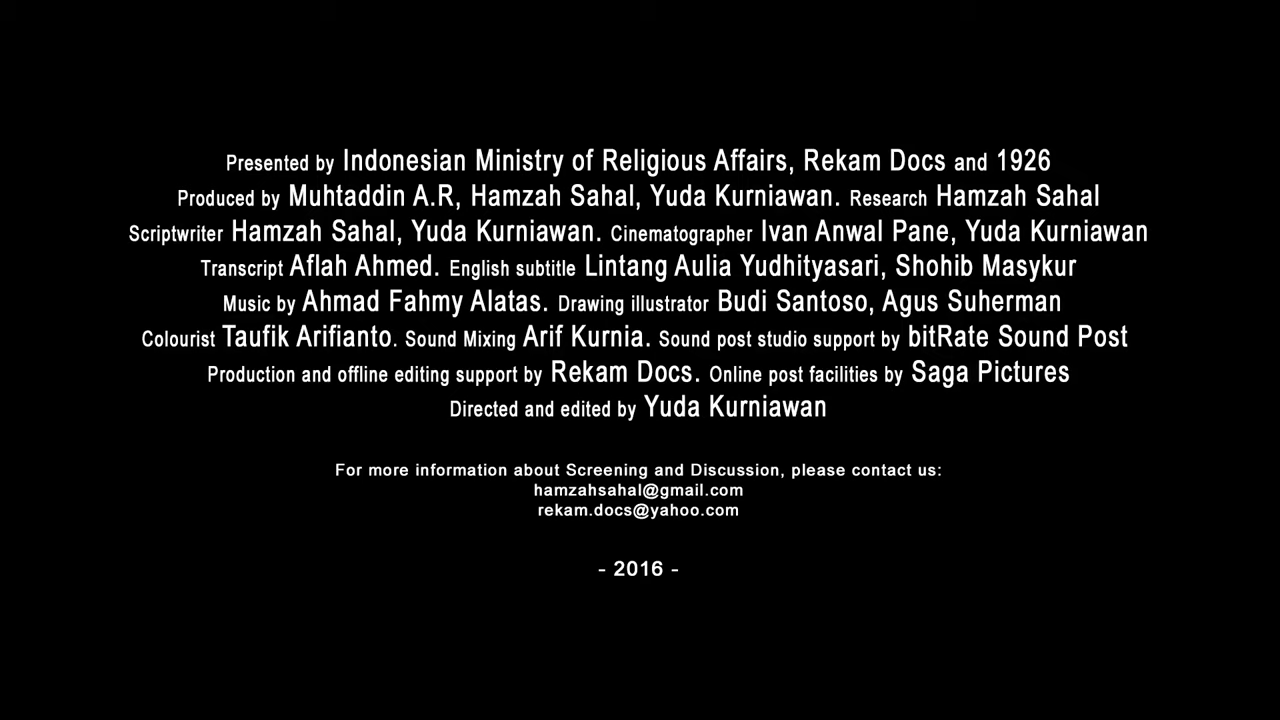 Presented by Indonesian Ministry of Religious Affairs, Rekam Docs and 1926
Produced by Muhtaddin A.R, Hamzah Sahal, Yuda Kurniawan. Research Hamzah Sahal
Scriptwriter Hamzah Sahal, Yuda Kurniawan. Cinematographer Ivan Anwal Pane, Yuda Kurniawan
Transcript Aflah Ahmed. English subtitle Lintang Aulia Yudhityasari, Shohib Masykur
Music by Ahmad Fahmy Alatas. Drawing illustrator Budi Santoso, Agus Suherman
Colourist Taufik Arifianto. Sound Mixing Arif Kurnia. Sound post studio support by bitRate Sound Post
Production and offline editing support by Rekam Docs. Online post facilities by Saga Pictures
Directed and edited by Yuda Kurniawan
For more information about Screening and Discussion, please contact us:
hamzahsahal@gmail.com
rekam.docs@yahoo.com
- 2016 -